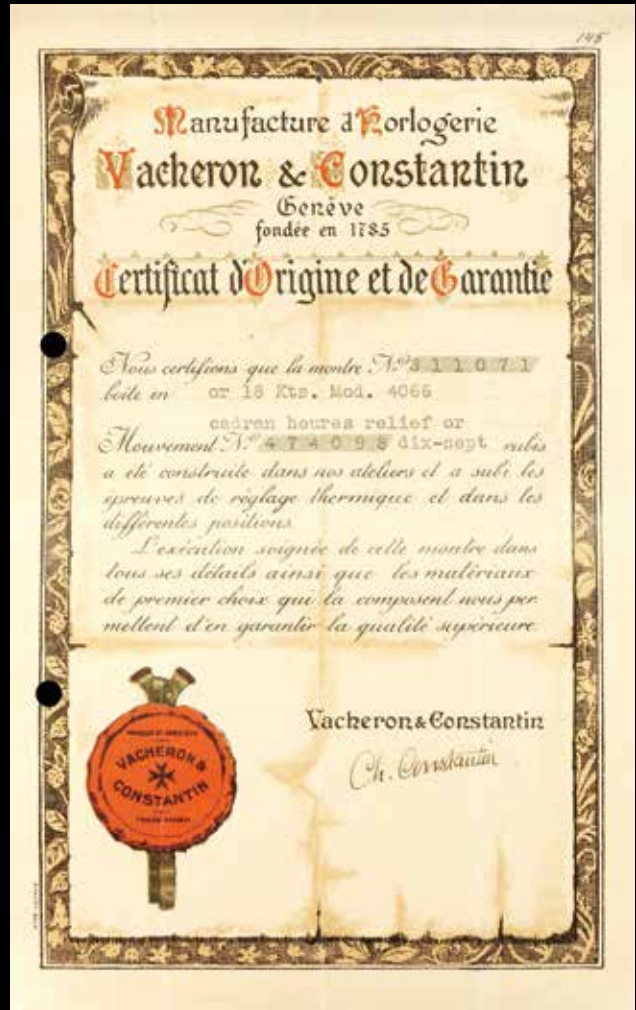 145
Manufacture d'Horlogerie
Vacheron & Constantin
Genève
fondée en 1785
Certificat d'Origine et de Garantie
Nous certifions que la montre N.º 311071
boîte en or 18 Kts. Mod. 4066
cadran heures relief or
Mouvement N.º 474098 dix-sept rubis
a été construite dans nos ateliers et a subi les
épreuves de réglage thermique et dans les
différentes positions.
L'exécution soignée de cette montre dans
tous ses détails ainsi que les matériaux
de premier choix qui la composent nous per-
mettent d'en garantir la qualité supérieure.
Vacheron & Constantin
Ch. Constantin
VACHERON &
CONSTANTIN